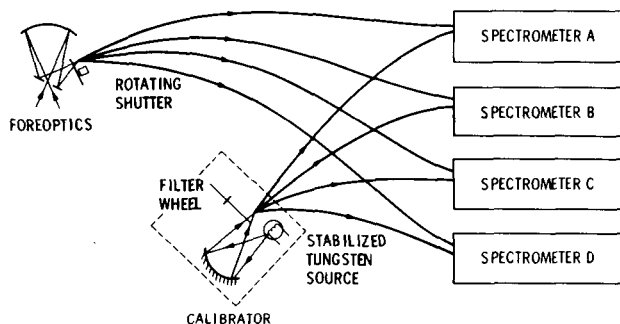 SPECTROMETER A
ROTATING
SHUTTER
FOREOPTICS
SPECTROMETER B
SPECTROMETER C
FILTER
WHEEL
STABILIZED
TUNGSTEN
SOURCE
SPECTROMETER D
CALIBRATOR